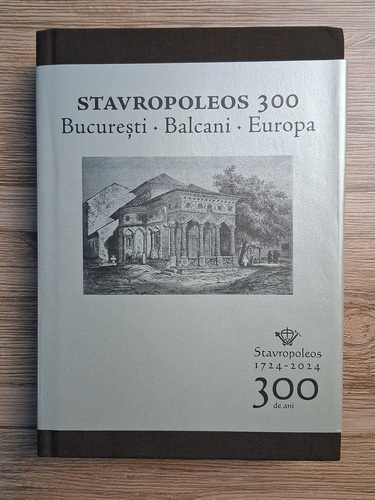 STAVROPOLEOS 300
București · Balcani · Europa
Stavropoleos
1724-2024
300
de ani